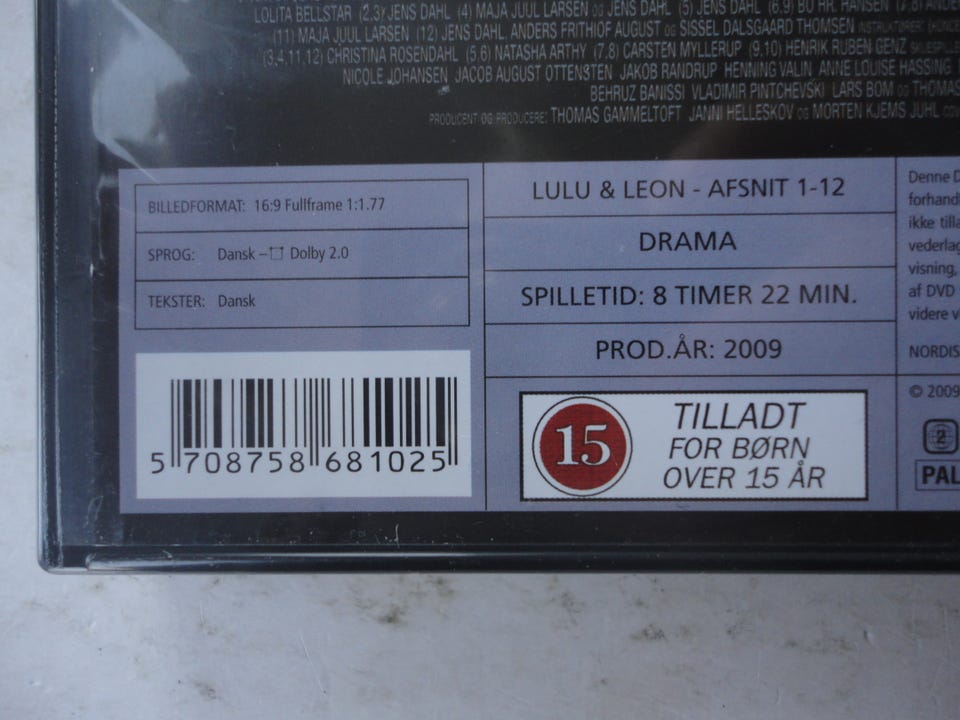 LOLITA BELLSTAR (2.3) JENS DAHL (4) MAJA JUUL LARSEN OG JENS DAHL (5) JENS DAHL (6.9) BO HR. HANSEN
(11) MAJA JUUL LARSEN (12) JENS DAHL, ANDERS FRITHIOF AUGUST OG SISSEL DALSGAARD THOMSEN INSTRUKTØRER:
(3,4,11,12) CHRISTINA ROSENDAHL (5.6) NATASHA ARTHY (7,8) CARSTEN MYLLERUP (9,10) HENRIK RUBEN GENZ
NICOLE JOHANSEN JACOB AUGUST OTTENSTEN JAKOB RANDRUP HENNING VALIN, ANNE LOUISE HASSING
BEHRUZ BANISSI VLADIMIR PINTCHEVSKI LARS BOM OG THOMAS
PRODUCENT OG PRODUCERE: THOMAS GAMMELTOFT JANNI HELLESKOV OG MORTEN KJEMS JUHL
BILLEDFORMAT: 16:9 Fullframe 1:1.77
SPROG: Dansk – Dolby 2.0
TEKSTER: Dansk
5 708758 681025
LULU & LEON - AFSNIT 1-12
DRAMA
SPILLETID: 8 TIMER 22 MIN.
PROD.ÅR: 2009
15
TILLADT
FOR BØRN
OVER 15 ÅR
Denne D
forhand
ikke tilla
vederlag
visning,
af DVD
videre v
NORDIS
© 2009
2
PAL